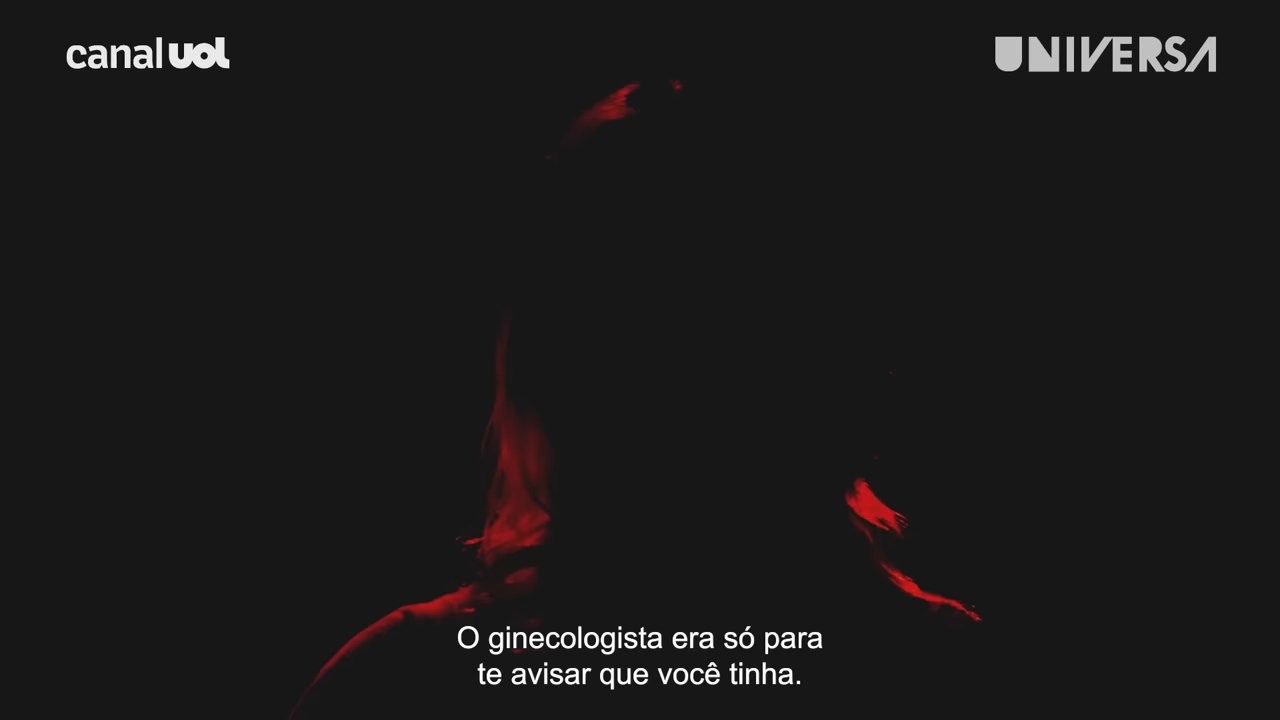 canal uol
UNIVERSA
O ginecologista era só para
te avisar que você tinha.